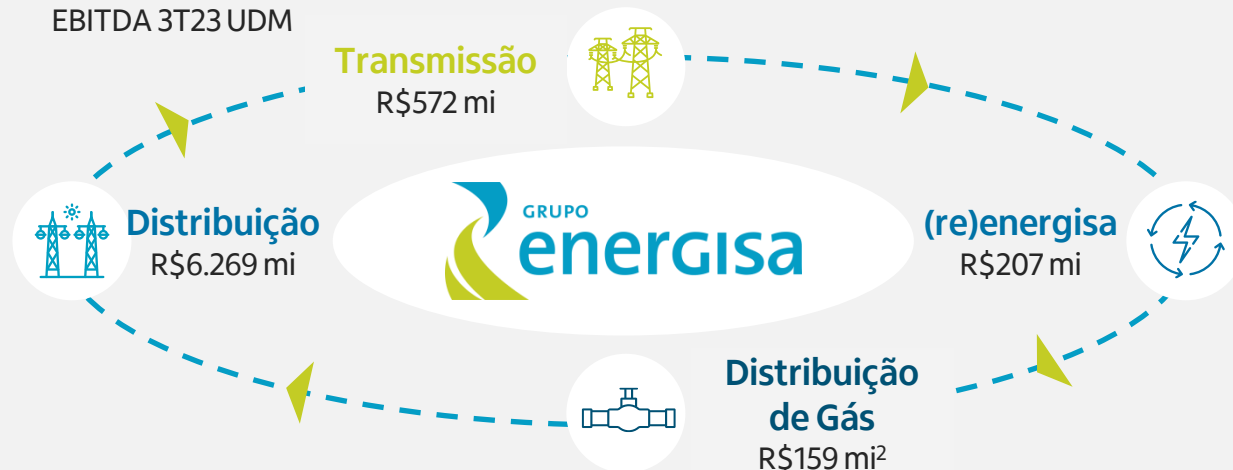 EBITDA 3T23 UDM
Transmissão
R$572 mi
Distribuição
R$6.269 mi
GRUPO
energisa
(re)energisa
R$207 mi
Distribuição
de Gás
R$159 mi²